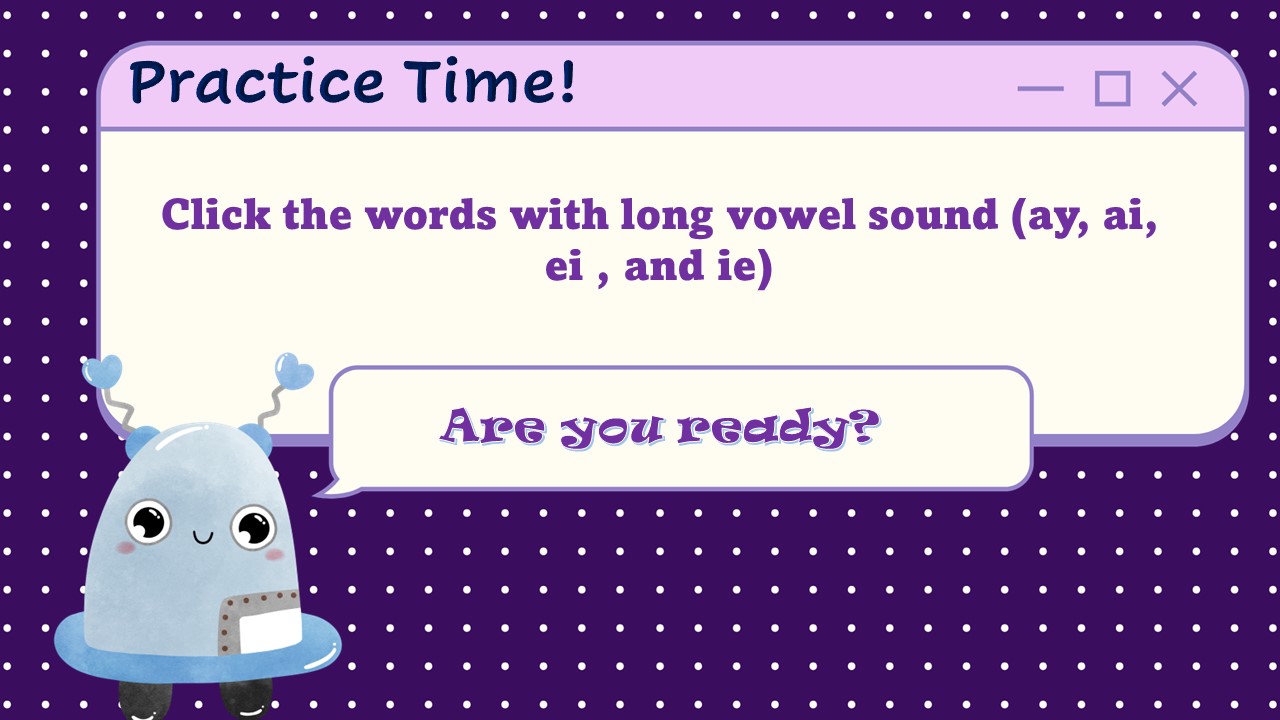 Practice Time!
Click the words with long vowel sound (ay, ai,
ei , and ie)
Are you ready?